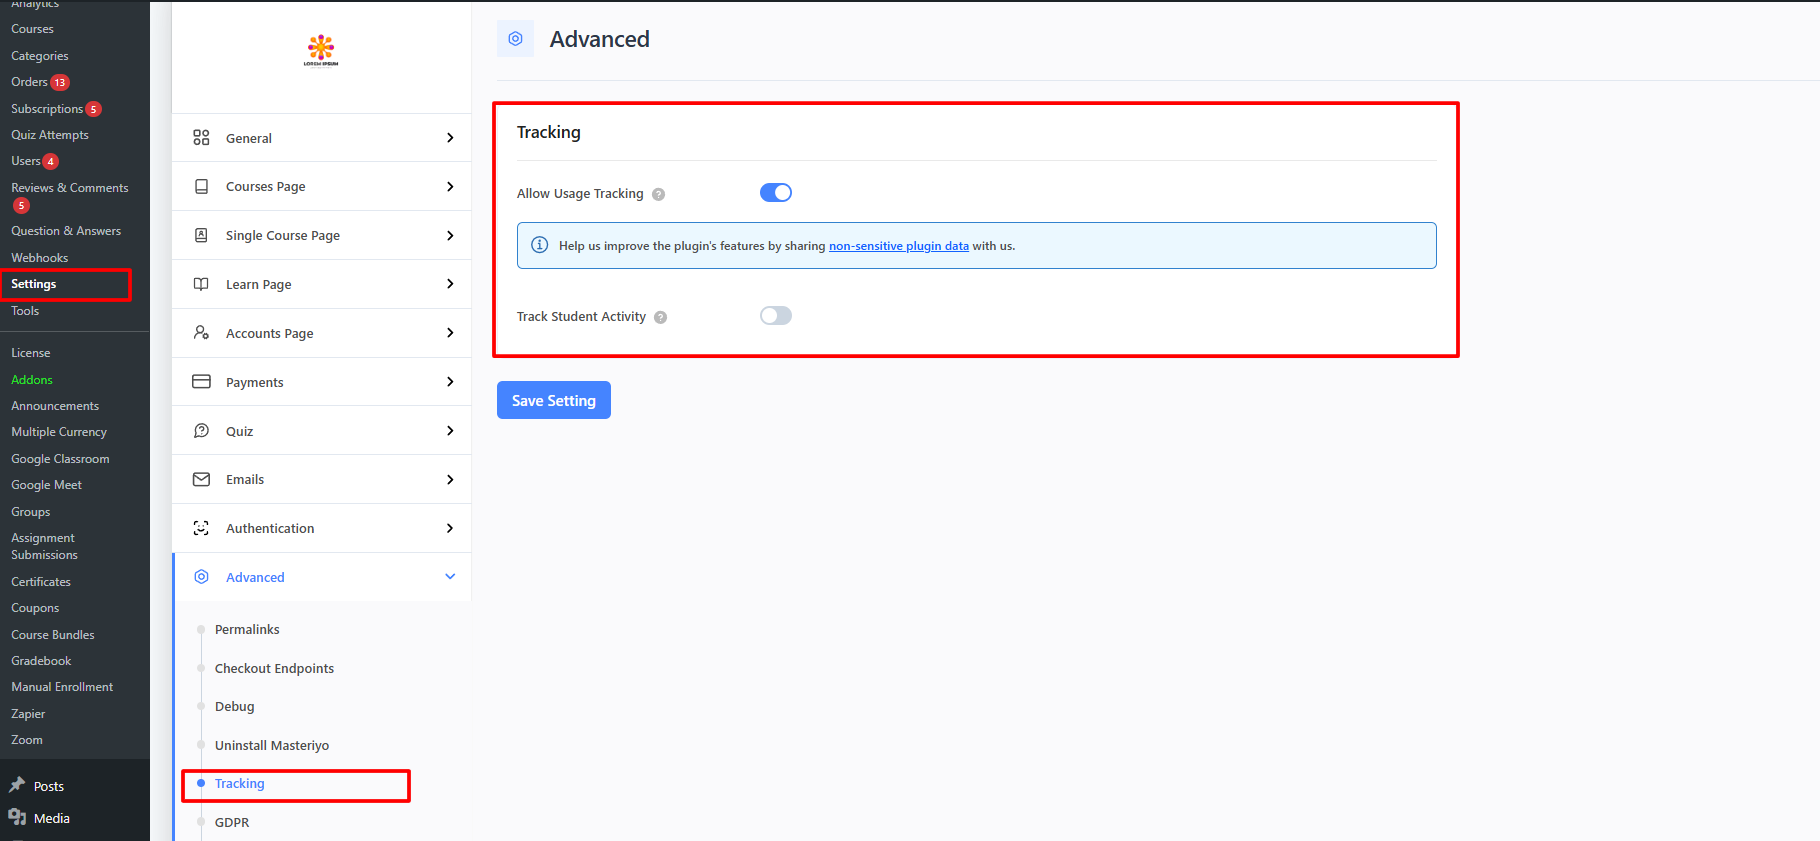 Analytics
Courses
Categories
Orders 13
Subscriptions 5
Quiz Attempts
Users 4
Reviews & Comments
5
Question & Answers
Webhooks
Settings
Tools
License
Addons
Announcements
Multiple Currency
Google Classroom
Google Meet
Groups
Assignment
Submissions
Certificates
Coupons
Course Bundles
Gradebook
Manual Enrollment
Zapier
Zoom
Posts
Media
LOREM IPSUM
General
Courses Page
Single Course Page
Learn Page
Accounts Page
Payments
Quiz
Emails
Authentication
Advanced
Permalinks
Checkout Endpoints
Debug
Uninstall Masteriyo
Tracking
GDPR
Advanced
Tracking
Allow Usage Tracking ?
Help us improve the plugin's features by sharing non-sensitive plugin data with us.
Track Student Activity ?
Save Setting